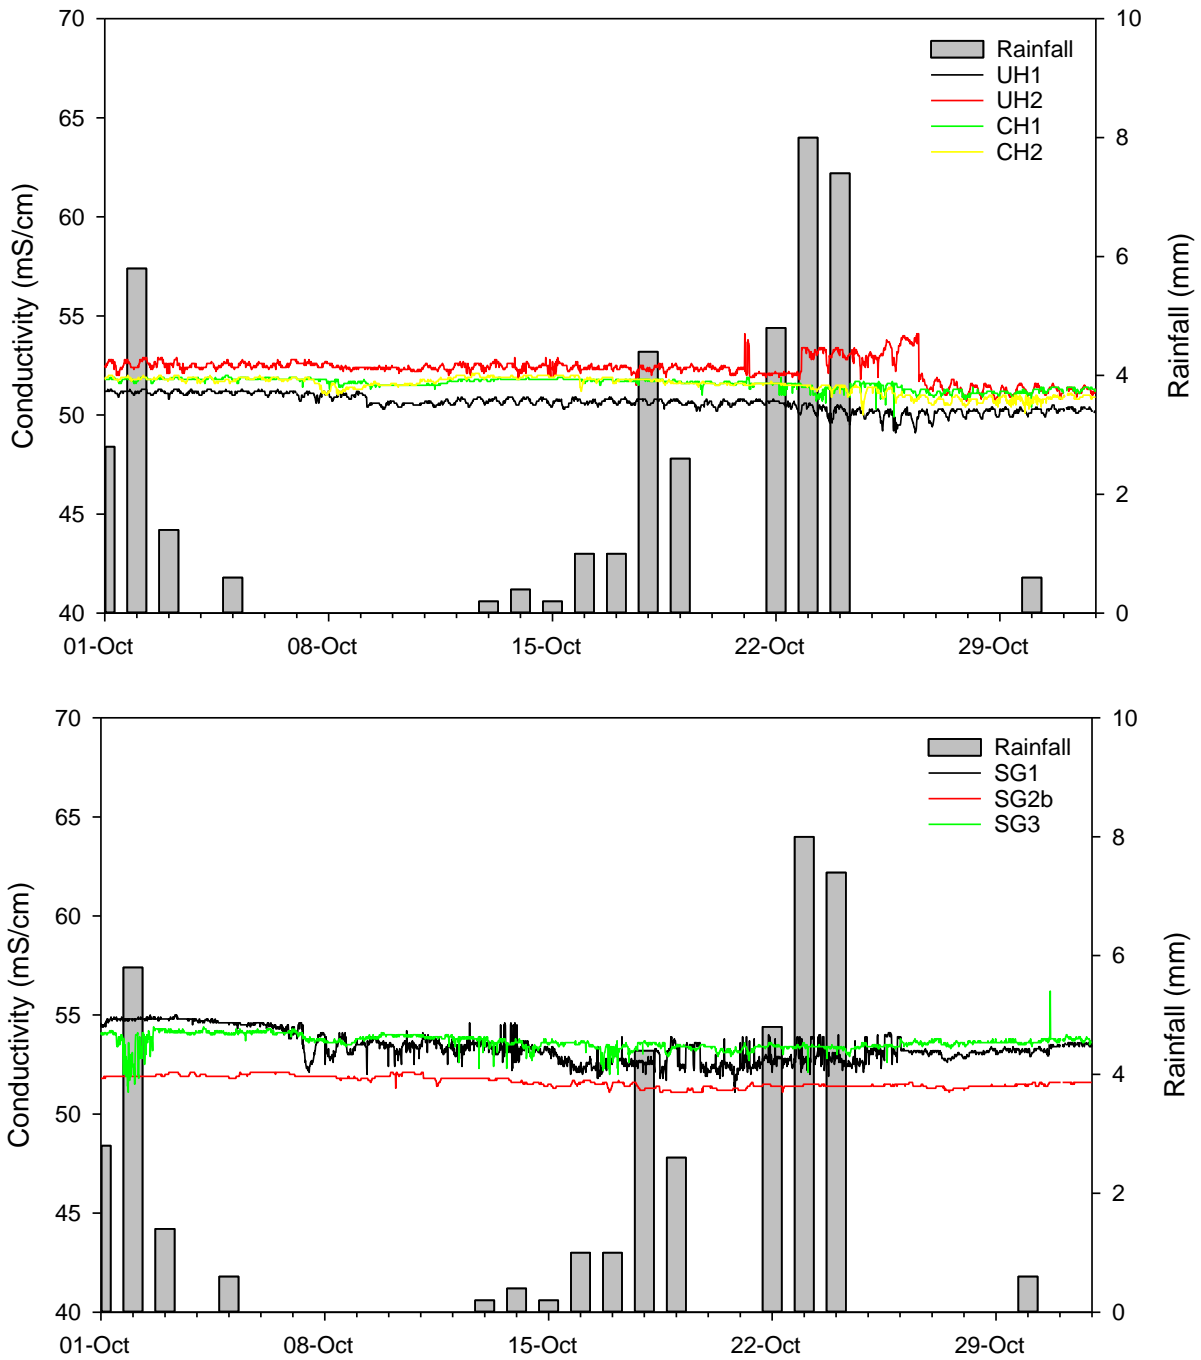 70
65
60
55
50
45
40
Conductivity (mS/cm)
10
8
6
4
2
0
Rainfall (mm)
Rainfall
UH1
UH2
CH1
CH2
01-Oct 08-Oct 15-Oct 22-Oct 29-Oct
70
65
60
55
50
45
40
Conductivity (mS/cm)
10
8
6
4
2
0
Rainfall (mm)
Rainfall
SG1
SG2b
SG3
01-Oct 08-Oct 15-Oct 22-Oct 29-Oct